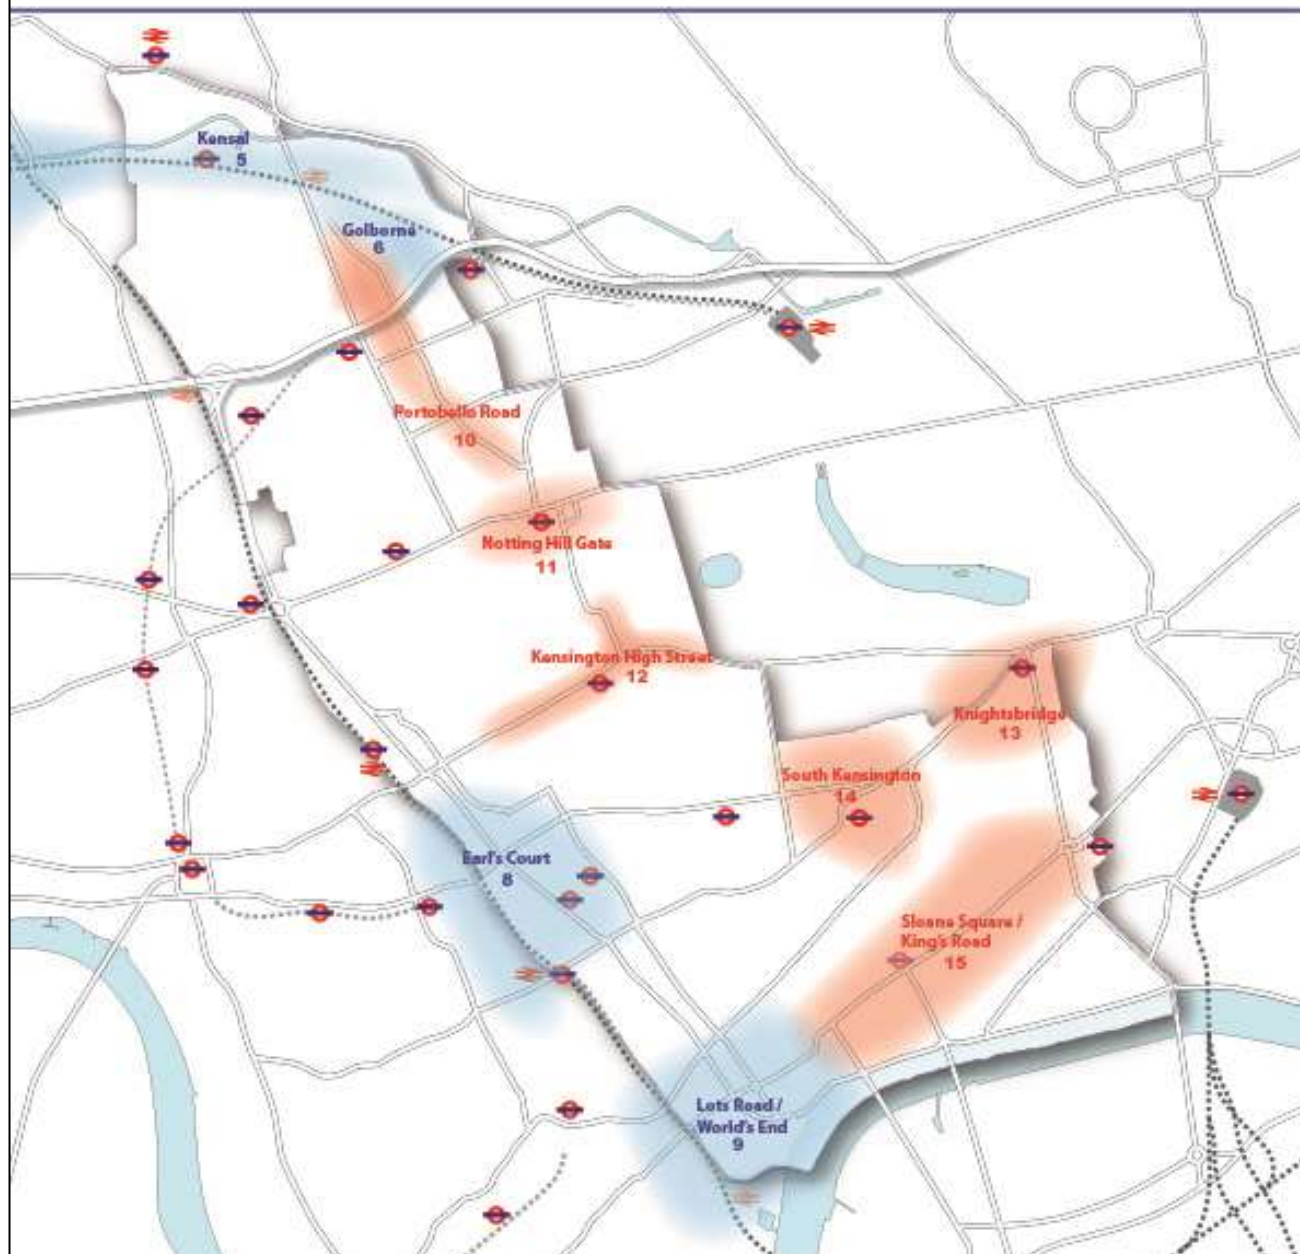 Kensal
5
Golborne
6
Portobello Road
10
Notting Hill Gate
11
Kensington High Street
12
Knightsbridge
13
South Kensington
14
Earl's Court
8
Sloane Square /
King's Road
15
Lots Road /
World's End
9